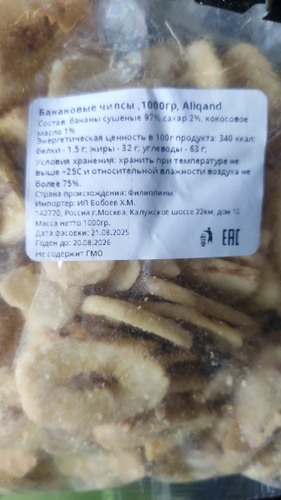 Банановые чипсы ,1000гр, Aliqand
Состав: бананы сушеные 97%,сахар 2%, кокосовое
масло 1%
Энергетическая ценность в 100г продукта: 340 ккал:
белки - 1.5 г; жиры - 32 г; углеводы - 63 г.
Условия хранения: хранить при температуре не
выше +25С и относительной влажности воздуха не
более 75%.
Страна происхождения: Филиппины
Импортер: ИП Бобоев Х.М.
142770, Россия г.Москва, Калужское шоссе 22км, дом 10
Масса нетто 1000гр.
Дата фасовки: 21.08.2025
Годен до: 20.08.2026
Не содержит ГМО
EAC